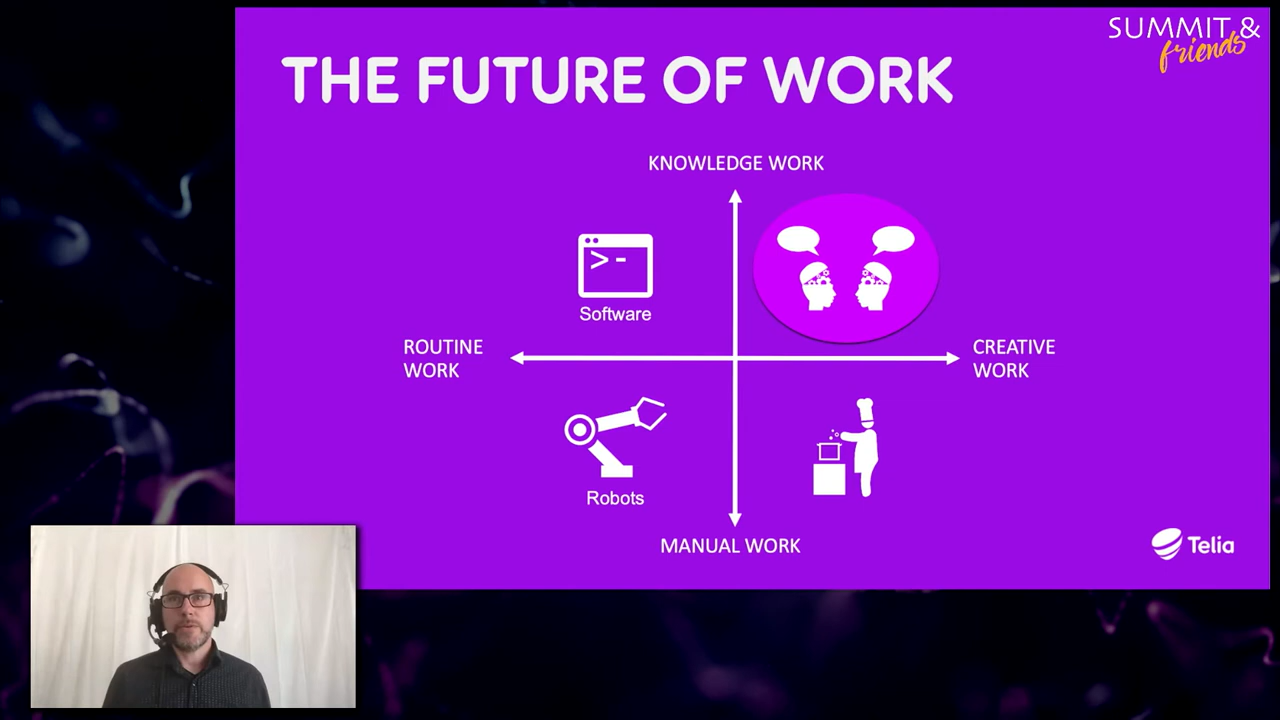 SUMMIT &
friends
THE FUTURE OF WORK
KNOWLEDGE WORK
>-
Software
ROUTINE
WORK
CREATIVE
WORK
Robots
MANUAL WORK
Telia